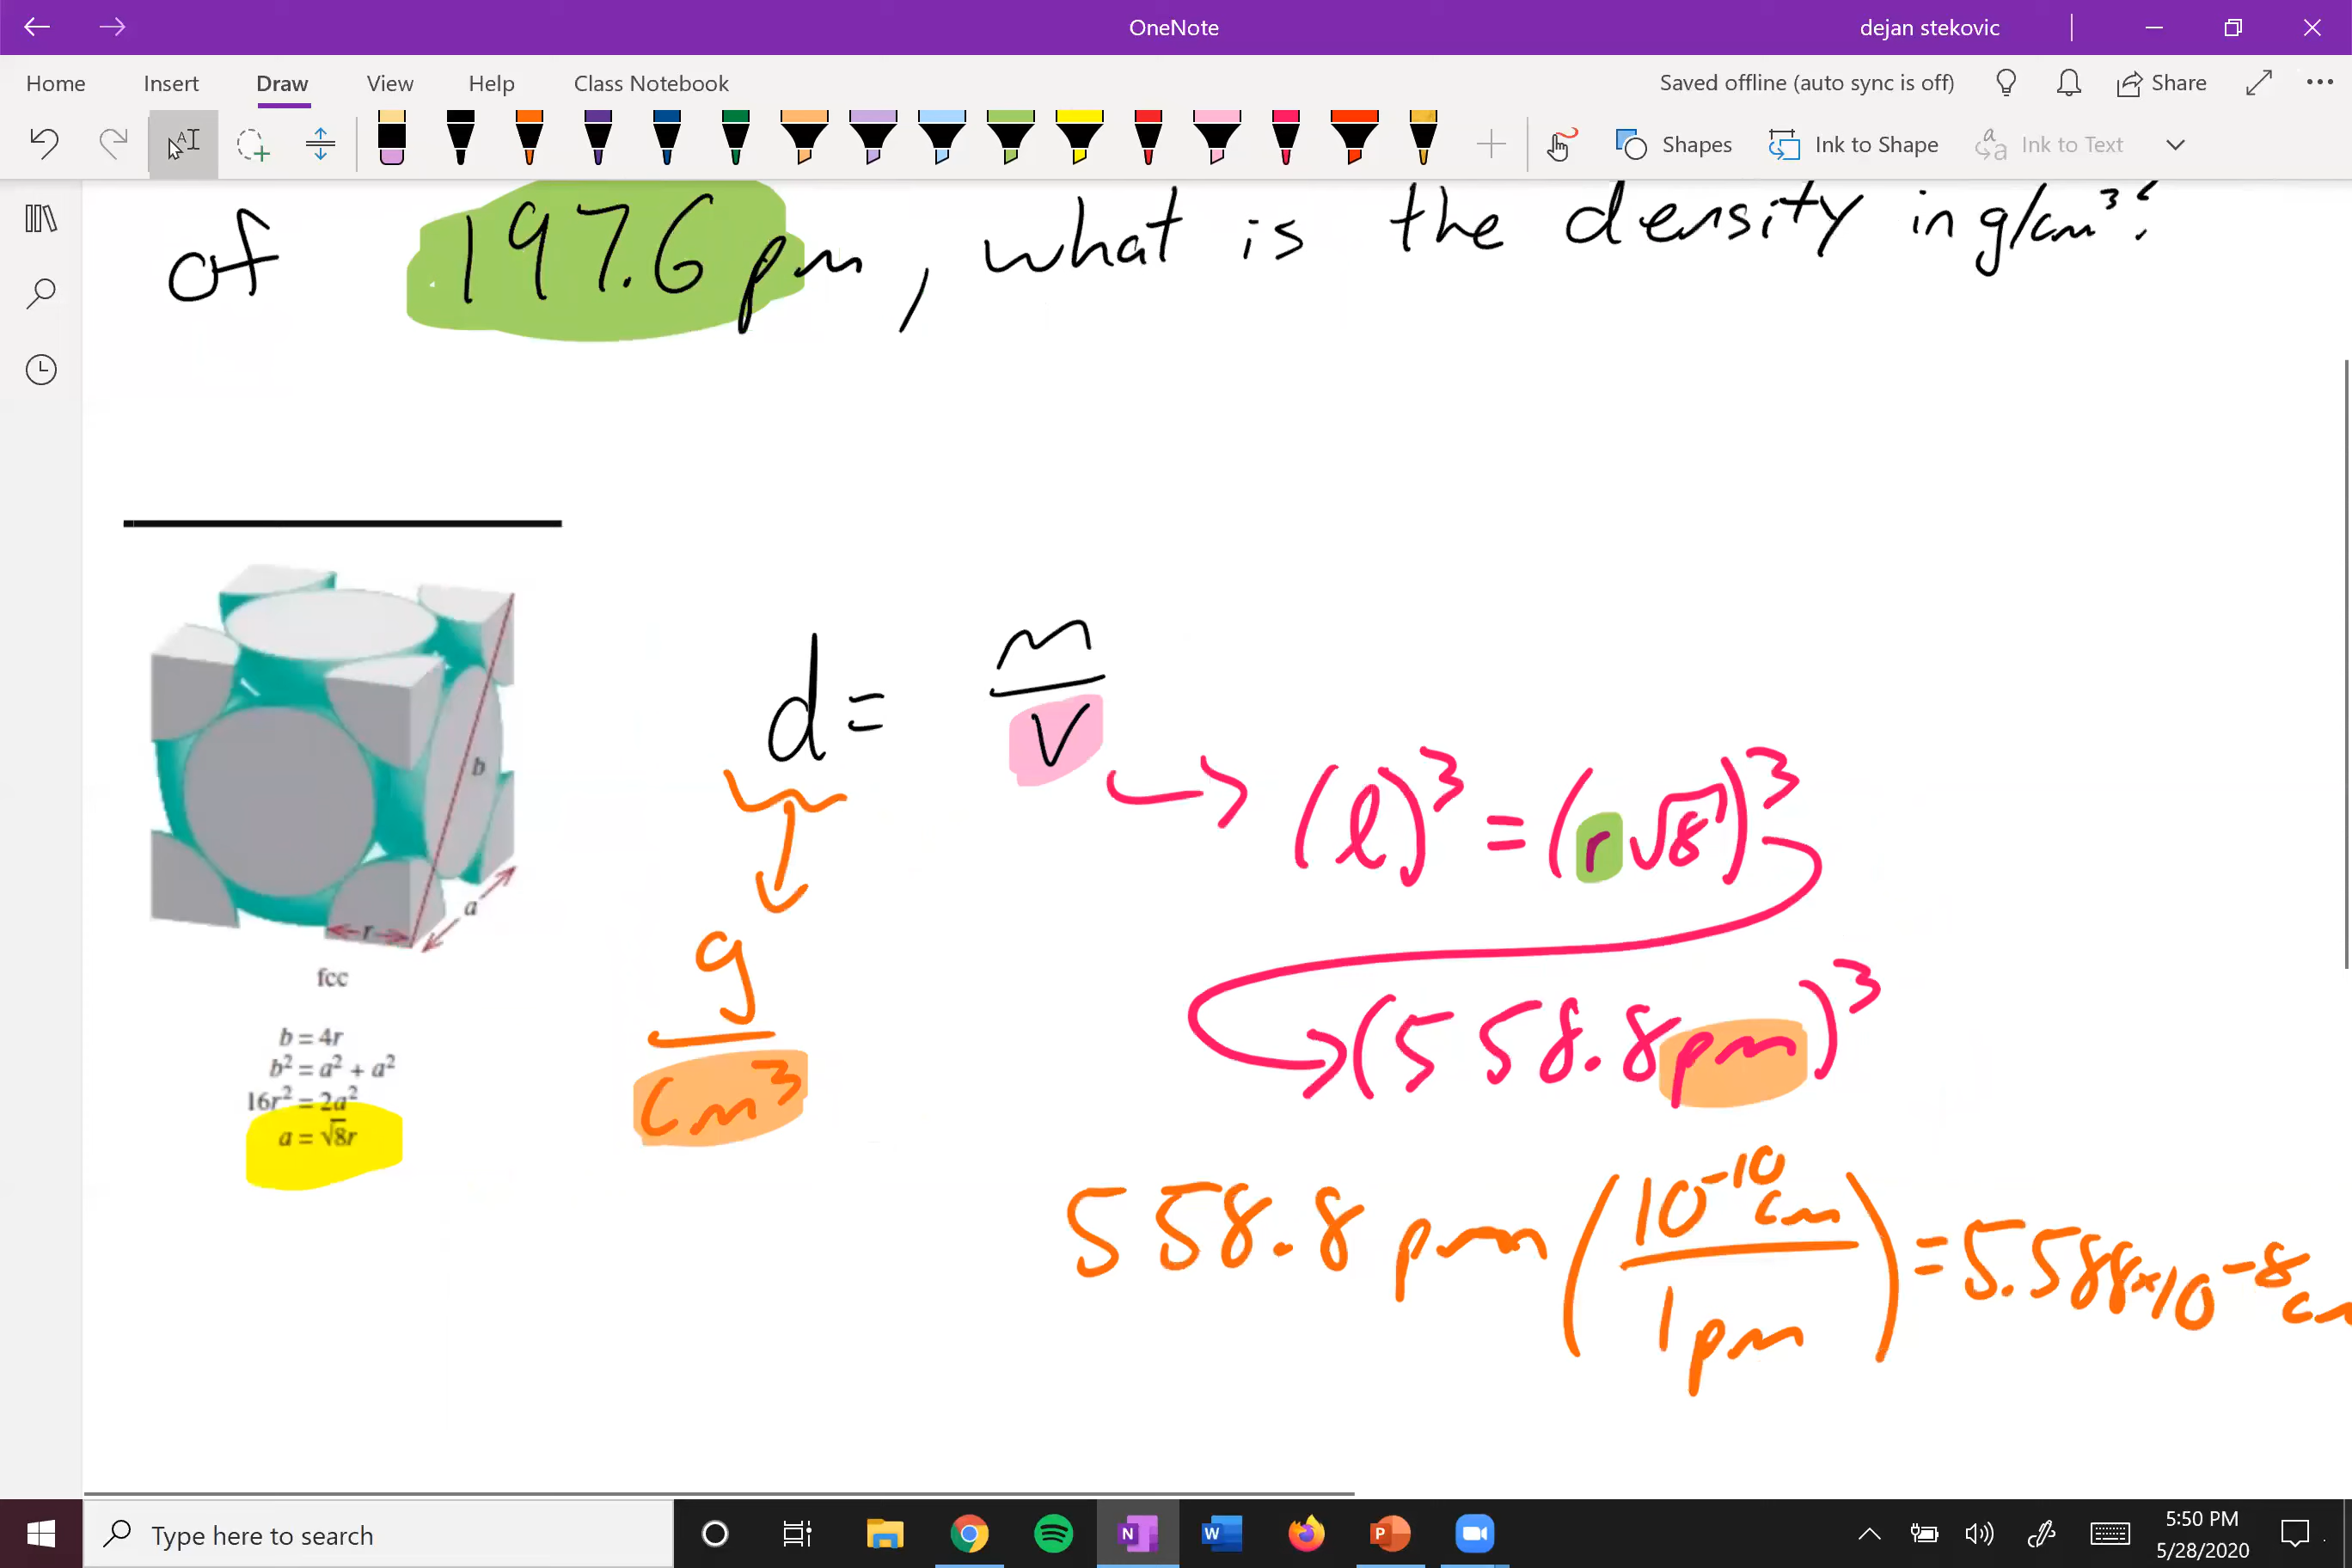 OneNote
dejan stekovic
Home Insert Draw View Help Class Notebook
Saved offline (auto sync is off) Share
Shapes Ink to Shape Ink to Text
of 197.6 pm, what is the density in g/cm³?
d = m/V
→ (l)³ = (r√8)³
b
a
r
fcc
b = 4r
b² = a² + a²
16r² = 2a²
a = √8r
g/cm³
(558.8pm)³
558.8 pm (10⁻¹⁰ cm / 1 pm) = 5.588×10⁻⁸ cm
Type here to search
5:50 PM
5/28/2020